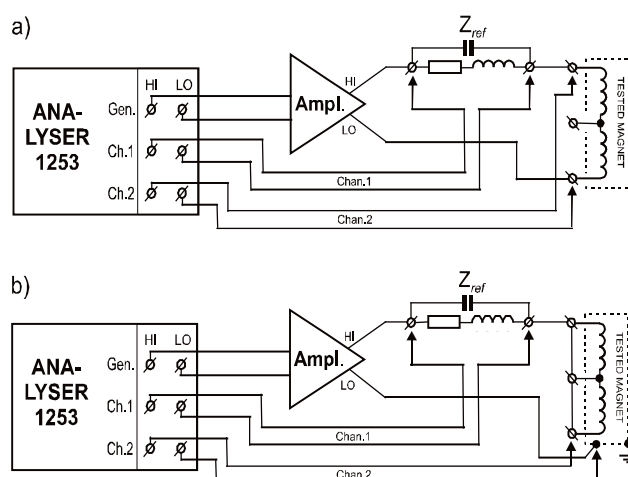 a)
Z ref
HI LO
HI
ANA-
LYSER
1253
Gen.
Ampl.
LO
Ch.1
Ch.2
Chan.1
Chan.2
TESTED MAGNET
b)
Z ref
HI LO
HI
ANA-
LYSER
1253
Gen.
Ampl.
LO
Ch.1
Ch.2
Chan.1
Chan.2
TESTED MAGNET